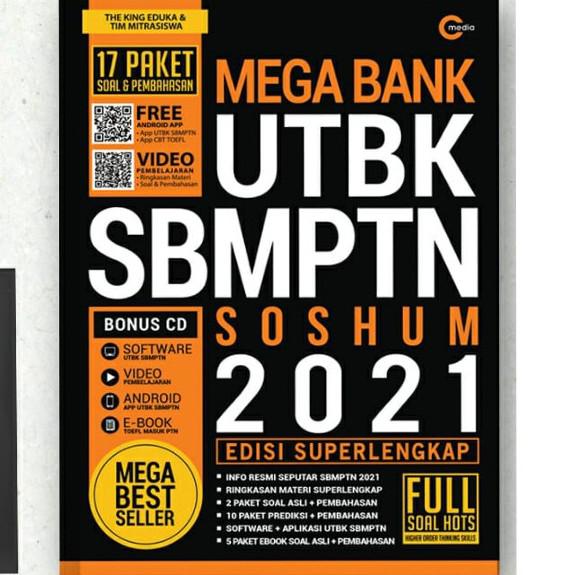 THE KING EDUKA &
TIM MITRASISWA
C media
17 PAKET
SOAL & PEMBAHASAN
FREE
ANDROID APP
• App UTBK SBMPTN
• App CBT TOEFL
VIDEO
PEMBELAJARAN
• Ringkasan Materi
• Soal & Pembahasan
MEGA BANK
UTBK
SBMPTN
SOSHUM
2021
EDISI SUPERLENGKAP
BONUS CD
SOFTWARE
UTBK SBMPTN
VIDEO
PEMBELAJARAN
ANDROID
APP UTBK SBMPTN
E-BOOK
TOEFL MASUK PTN
MEGA
BEST
SELLER
INFO RESMI SEPUTAR SBMPTN 2021
RINGKASAN MATERI SUPERLENGKAP
2 PAKET SOAL ASLI + PEMBAHASAN
10 PAKET PREDIKSI + PEMBAHASAN
SOFTWARE + APLIKASI UTBK SBMPTN
5 PAKET EBOOK SOAL ASLI + PEMBAHASAN
FULL
SOAL HOTS
HIGHER ORDER THINKING SKILLS